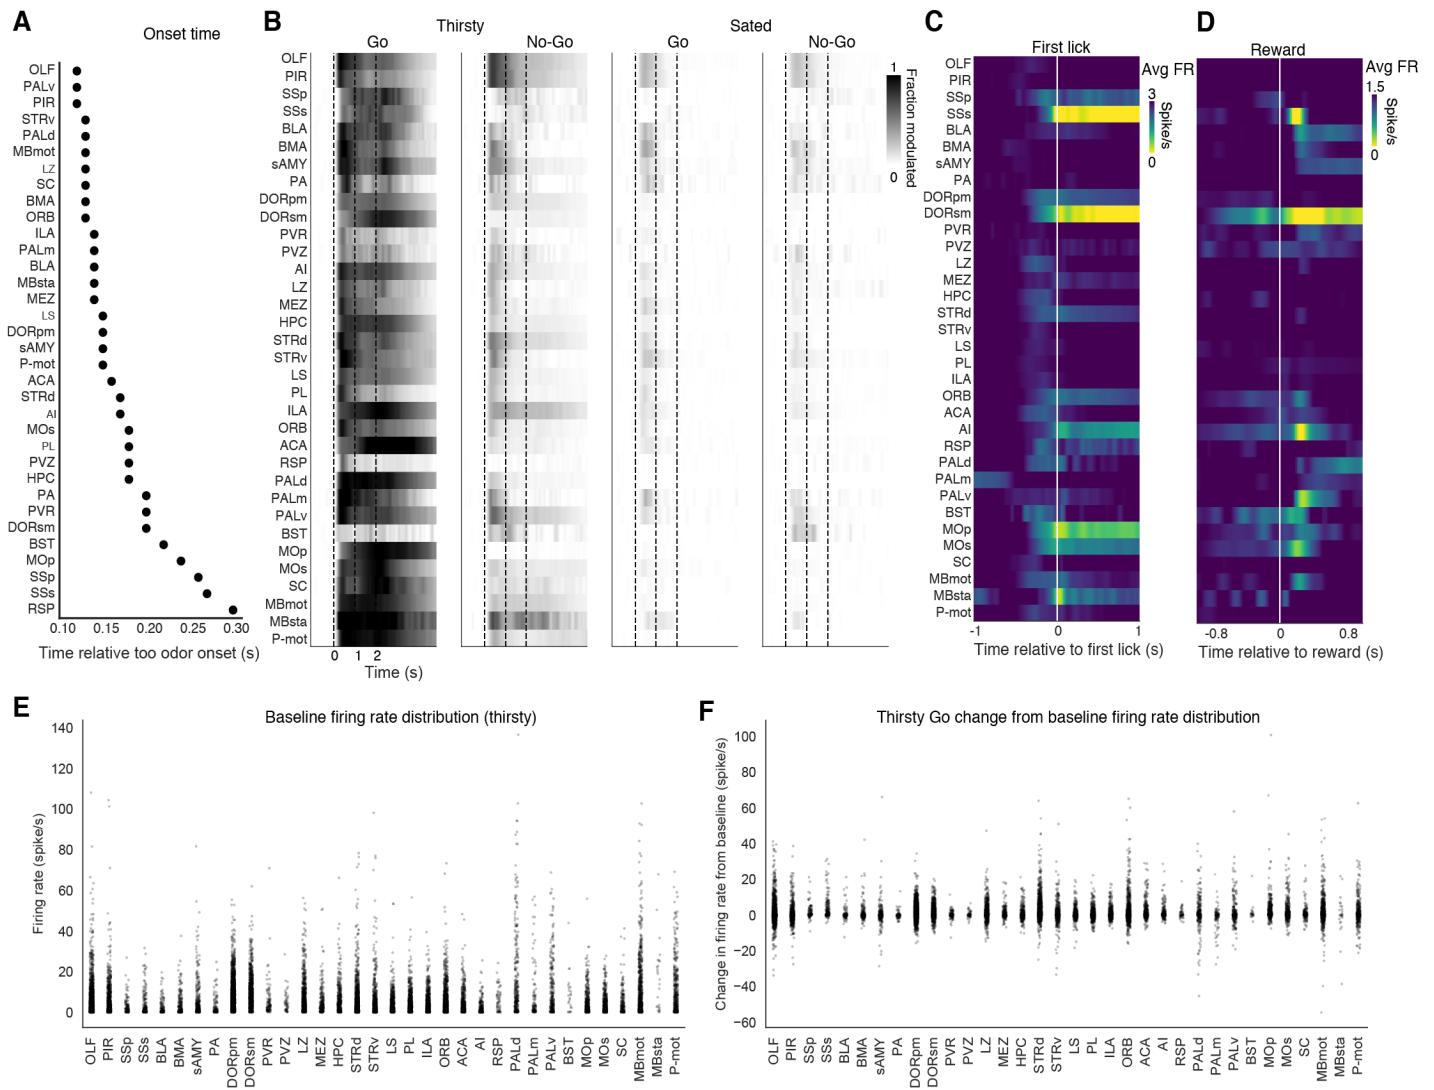 A
Onset time
OLF
PALv
PIR
STRv
PALd
MBmot
LZ
SC
BMA
ORB
ILA
PALm
BLA
MBsta
MEZ
LS
DORpm
sAMY
P-mot
ACA
STRd
AI
MOs
PL
PVZ
HPC
PA
PVR
DORsm
BST
MOp
SSp
SSs
RSP
0.10 0.15 0.20 0.25 0.30
Time relative too odor onset (s)
B
Thirsty
Sated
Go
No-Go
Go
No-Go
OLF
PIR
SSp
SSs
BLA
BMA
sAMY
PA
DORpm
DORsm
PVR
PVZ
AI
LZ
MEZ
HPC
STRd
STRv
LS
PL
ILA
ORB
ACA
RSP
PALd
PALm
PALv
BST
MOp
MOs
SC
MBmot
MBsta
P-mot
0 1 2
Time (s)
1
0
Fraction modulated
C
First lick
Avg FR
3
0
Spike/s
OLF
PIR
SSp
SSs
BLA
BMA
sAMY
PA
DORpm
DORsm
PVR
PVZ
LZ
MEZ
HPC
STRd
STRv
LS
PL
ILA
ORB
ACA
AI
RSP
PALd
PALm
PALv
BST
MOp
MOs
SC
MBmot
MBsta
P-mot
-1 0 1
Time relative to first lick (s)
D
Reward
Avg FR
1.5
0
Spike/s
-0.8 0 0.8
Time relative to reward (s)
E
Baseline firing rate distribution (thirsty)
Firing rate (spike/s)
140
120
100
80
60
40
20
0
OLF PIR SSp SSs BLA BMA sAMY PA DORpm DORsm PVR PVZ LZ MEZ HPC STRd STRv LS PL ILA ORB ACA AI RSP PALd PALm PALv BST MOp MOs SC MBmot MBsta P-mot
F
Thirsty Go change from baseline firing rate distribution
Change in firing rate from baseline (spike/s)
100
80
60
40
20
0
−20
−40
−60
OLF PIR SSp SSs BLA BMA sAMY PA DORpm DORsm PVR PVZ LZ MEZ HPC STRd STRv LS PL ILA ORB ACA AI RSP PALd PALm PALv BST MOp MOs SC MBmot MBsta P-mot